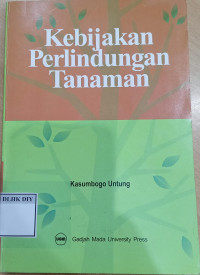 Kebijakan
Perlindungan
Tanaman
Kasumbogo Untung
DLHK DIY
Gadjah Mada University Press